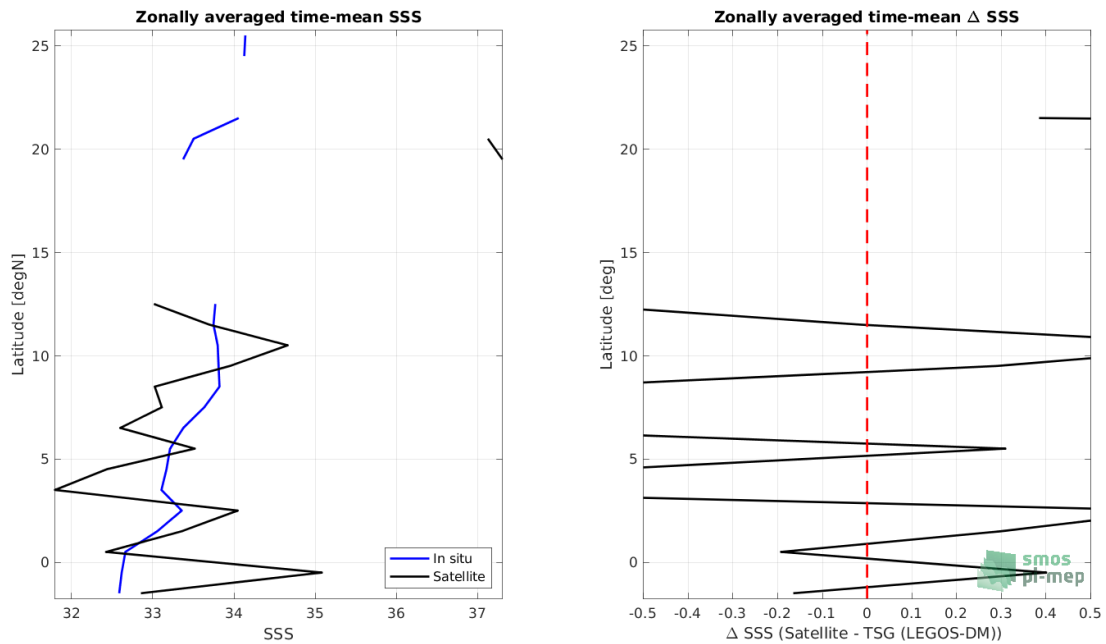 Zonally averaged time-mean SSS
25
20
15
10
5
0
Latitude [degN]
32
33
34
35
36
37
SSS
In situ
Satellite
Zonally averaged time-mean Δ SSS
25
20
15
10
5
0
Latitude [deg]
-0.5
-0.4
-0.3
-0.2
-0.1
0
0.1
0.2
0.3
0.4
0.5
Δ SSS (Satellite - TSG (LEGOS-DM))
smos
pi-mep